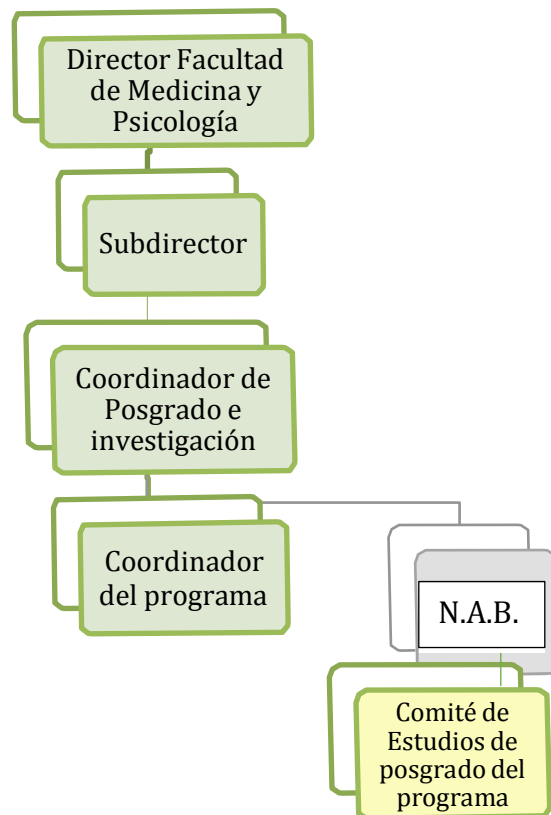 Director Facultad
de Medicina y
Psicología
Subdirector
Coordinador de
Posgrado e
investigación
Coordinador
del programa
N.A.B.
Comité de
Estudios de
posgrado del
programa